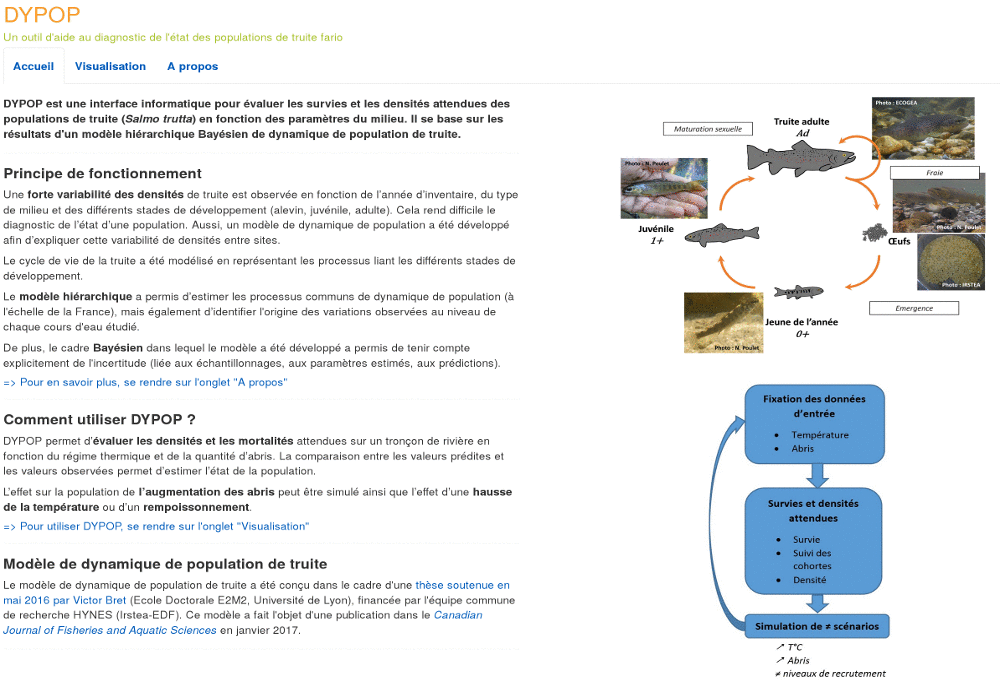 DYPOP
Un outil d'aide au diagnostic de l'état des populations de truite fario
Accueil Visualisation A propos
DYPOP est une interface informatique pour évaluer les survies et les densités attendues des
populations de truite (Salmo trutta) en fonction des paramètres du milieu. Il se base sur les
résultats d'un modèle hiérarchique Bayésien de dynamique de population de truite.
Principe de fonctionnement
Une forte variabilité des densités de truite est observée en fonction de l'année d'inventaire, du type
de milieu et des différents stades de développement (alevin, juvénile, adulte). Cela rend difficile le
diagnostic de l'état d'une population. Aussi, un modèle de dynamique de population a été développé
afin d'expliquer cette variabilité de densités entre sites.
Le cycle de vie de la truite a été modélisé en représentant les processus liant les différents stades de
développement.
Le modèle hiérarchique a permis d'estimer les processus communs de dynamique de population (à
l'échelle de la France), mais également d'identifier l'origine des variations observées au niveau de
chaque cours d'eau étudié.
De plus, le cadre Bayésien dans lequel le modèle a été développé a permis de tenir compte
explicitement de l'incertitude (liée aux échantillonnages, aux paramètres estimés, aux prédictions).
=> Pour en savoir plus, se rendre sur l'onglet "A propos"
Comment utiliser DYPOP ?
DYPOP permet d'évaluer les densités et les mortalités attendues sur un tronçon de rivière en
fonction du régime thermique et de la quantité d'abris. La comparaison entre les valeurs prédites et
les valeurs observées permet d'estimer l'état de la population.
L'effet sur la population de l'augmentation des abris peut être simulé ainsi que l'effet d'une hausse
de la température ou d'un rempoissonnement.
=> Pour utiliser DYPOP, se rendre sur l'onglet "Visualisation"
Modèle de dynamique de population de truite
Le modèle de dynamique de population de truite a été conçu dans le cadre d'une thèse soutenue en
mai 2016 par Victor Bret (Ecole Doctorale E2M2, Université de Lyon), financée par l'équipe commune
de recherche HYNES (Irstea-EDF). Ce modèle a fait l'objet d'une publication dans le Canadian
Journal of Fisheries and Aquatic Sciences en janvier 2017.
Photo : ECOGEA
Truite adulte
Ad
Maturation sexuelle
Photo : N. Poulet
Fraie
Photo : N. Poulet
Juvénile
1+
Œufs
Photo : IRSTEA
Emergence
Jeune de l'année
0+
Photo : N. Poulet
Fixation des données
d'entrée
• Température
• Abris
Survies et densités
attendues
• Survie
• Suivi des
cohortes
• Densité
Simulation de ≠ scénarios
↗ T°C
↗ Abris
≠ niveaux de recrutement